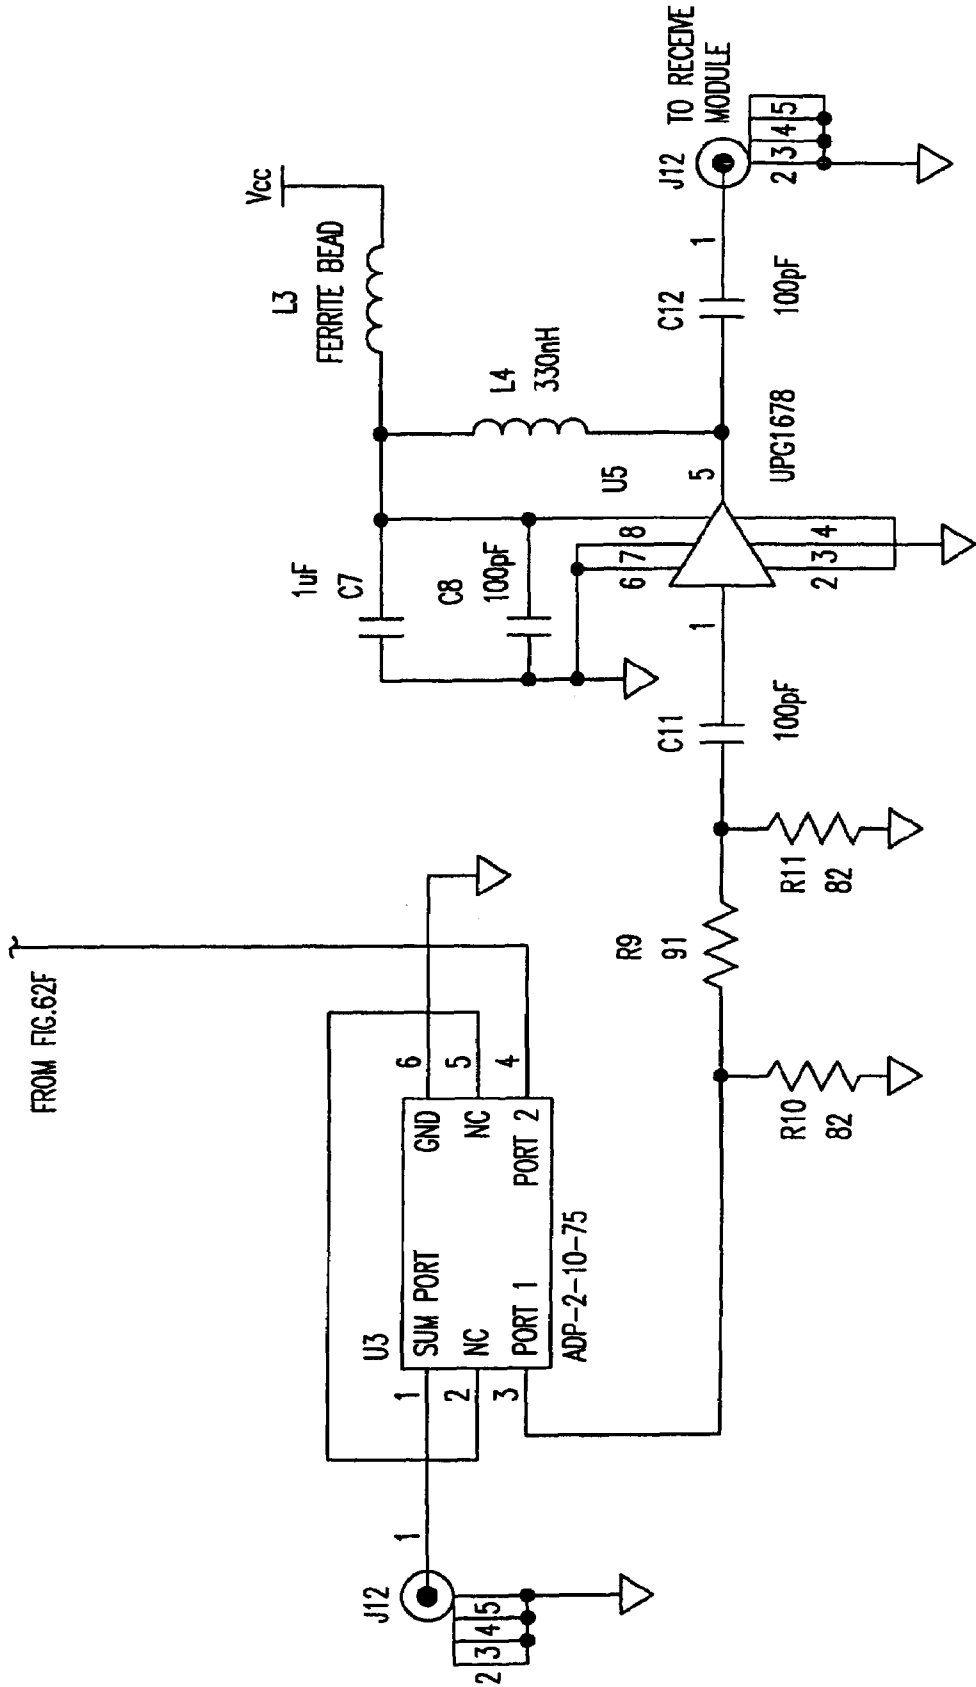 FROM FIG.62F
J12
1
2 3 4 5
U3
1
2
3
SUM PORT
NC
PORT 1
GND
NC
PORT 2
6
5
4
ADP-2-10-75
R10
82
R9
91
R11
82
C11
100pF
1uF
C7
C8
100pF
L3
FERRITE BEAD
Vcc
L4
330nH
U5
6 7 8
1
5
2 3 4
UPG1678
C12
100pF
1
J12
2 3 4 5
TO RECEIVE
MODULE